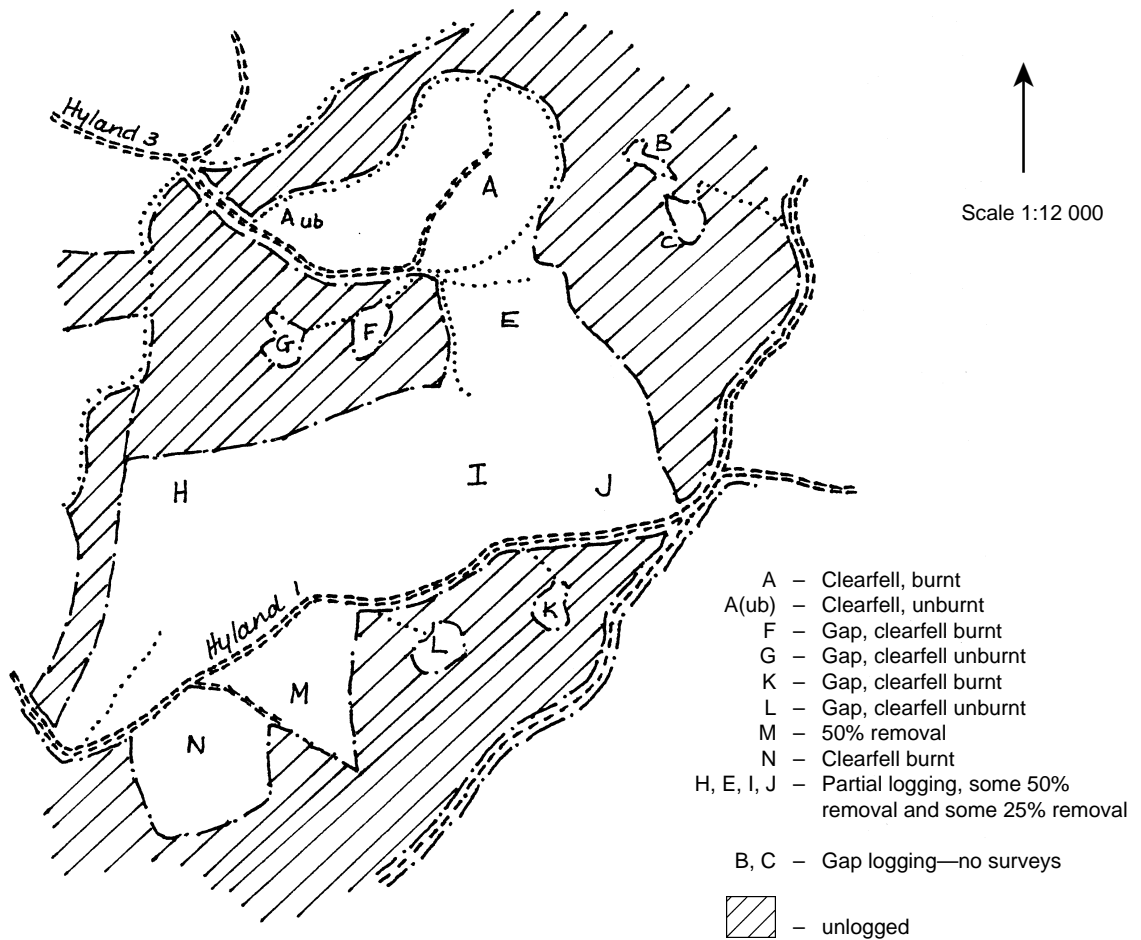 Hyland 3
B
A
Scale 1:12 000
A ub
C
E
F
G
I
H
J
A – Clearfell, burnt
A(ub) – Clearfell, unburnt
F – Gap, clearfell burnt
G – Gap, clearfell unburnt
K – Gap, clearfell burnt
L – Gap, clearfell unburnt
M – 50% removal
N – Clearfell burnt
H, E, I, J – Partial logging, some 50%
removal and some 25% removal
B, C – Gap logging—no surveys
– unlogged
Hyland 1
K
L
M
N